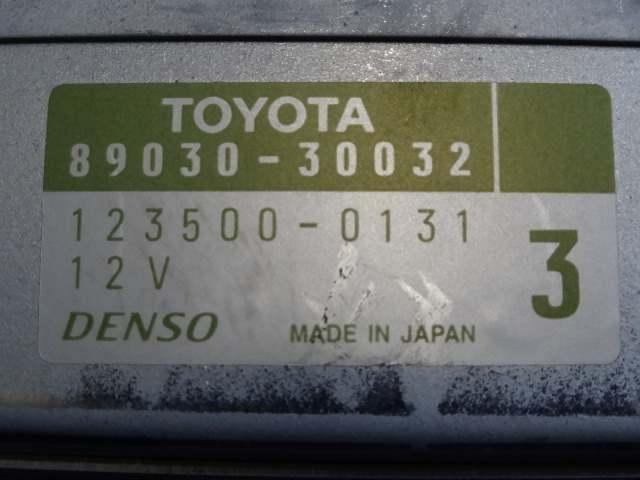 TOYOTA
89030-30032
123500-0131
12V
3
DENSO
MADE IN JAPAN